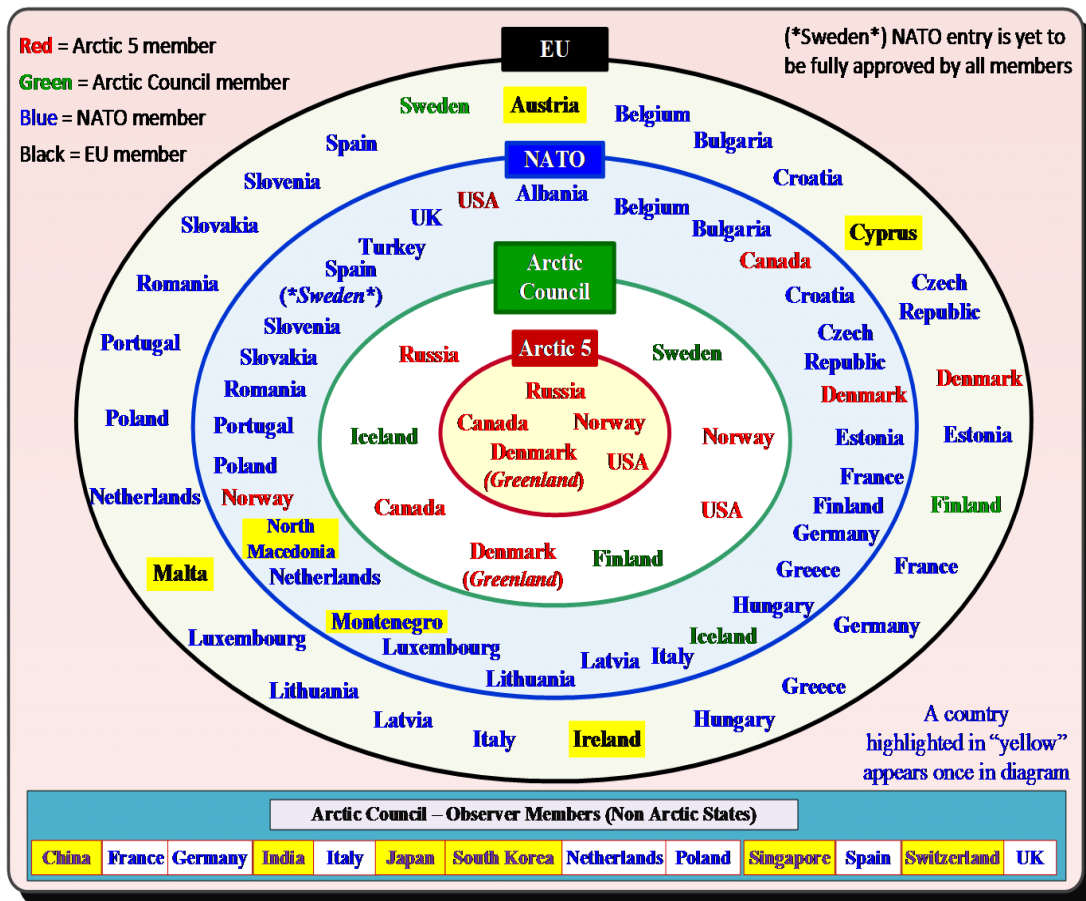 Red = Arctic 5 member
Green = Arctic Council member
Blue = NATO member
Black = EU member
(*Sweden*) NATO entry is yet to
be fully approved by all members
EU
Sweden
Austria
Belgium
Bulgaria
Croatia
Cyprus
Czech
Republic
Denmark
Estonia
Finland
France
Germany
Greece
Hungary
Ireland
Italy
Latvia
Lithuania
Luxembourg
Malta
Netherlands
Poland
Portugal
Romania
Slovakia
Slovenia
Spain
NATO
USA
Albania
Belgium
Bulgaria
Canada
Croatia
Czech
Republic
Denmark
Estonia
France
Finland
Germany
Greece
Hungary
Iceland
Italy
Latvia
Lithuania
Luxembourg
Montenegro
Netherlands
North
Macedonia
Norway
Poland
Portugal
Romania
Slovakia
Slovenia
Spain
(*Sweden*)
Turkey
UK
Arctic
Council
Russia
Sweden
Iceland
Norway
Canada
USA
Denmark
(Greenland)
Finland
Arctic 5
Russia
Canada
Norway
Denmark
(Greenland)
USA
A country
highlighted in “yellow”
appears once in diagram
Arctic Council – Observer Members (Non Arctic States)
China France Germany India Italy Japan South Korea Netherlands Poland Singapore Spain Switzerland UK